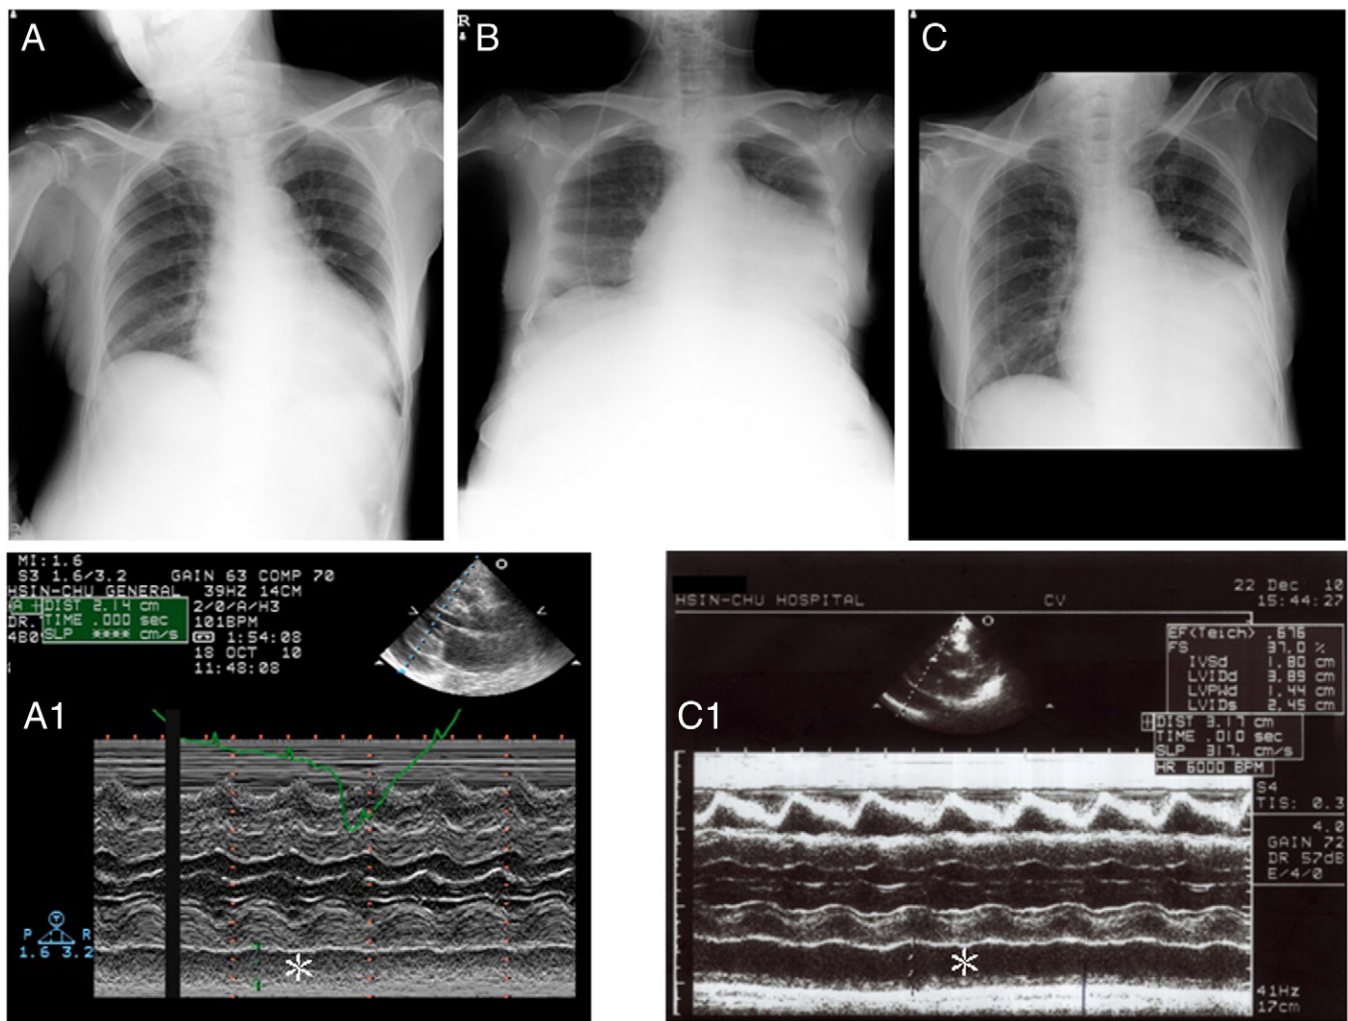 A
R
B
C
MI:1.6
S3 1.6/3.2 GAIN 63 COMP 70
HSIN-CHU GENERAL 39HZ 14CM
A + DIST 2.14 cm 2/0/A/H3
DR. TIME .000 sec 101BPM
SLP **** cm/s 1:54:08
18 OCT 10
11:48:08
A1
P R
1.6 3.2
*
22 Dec 10
HSIN-CHU HOSPITAL CV 15:44:27
EF(Teich) .676
FS 37.0 %
IVSd 1.80 cm
LVIDd 3.89 cm
LVPWd 1.44 cm
LVIDs 2.45 cm
+ DIST 3.17 cm
TIME .010 sec
SLP 317. cm/s
HR 6000 BPM
C1
S4
TIS: 0.3
4.0
GAIN 72
DR 57dB
E/4/0
*
41Hz
17cm